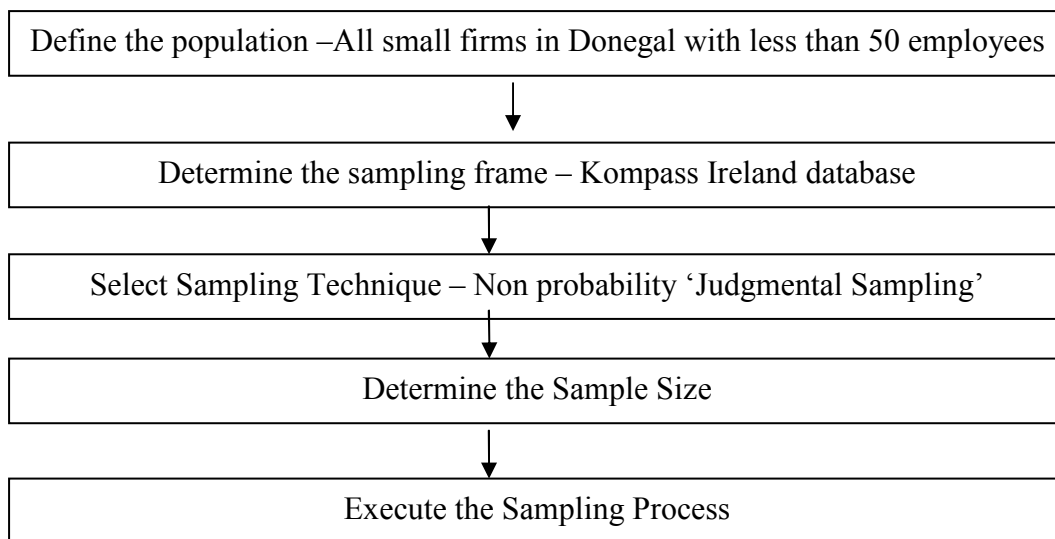 Define the population –All small firms in Donegal with less than 50 employees
Determine the sampling frame – Kompass Ireland database
Select Sampling Technique – Non probability ‘Judgmental Sampling’
Determine the Sample Size
Execute the Sampling Process